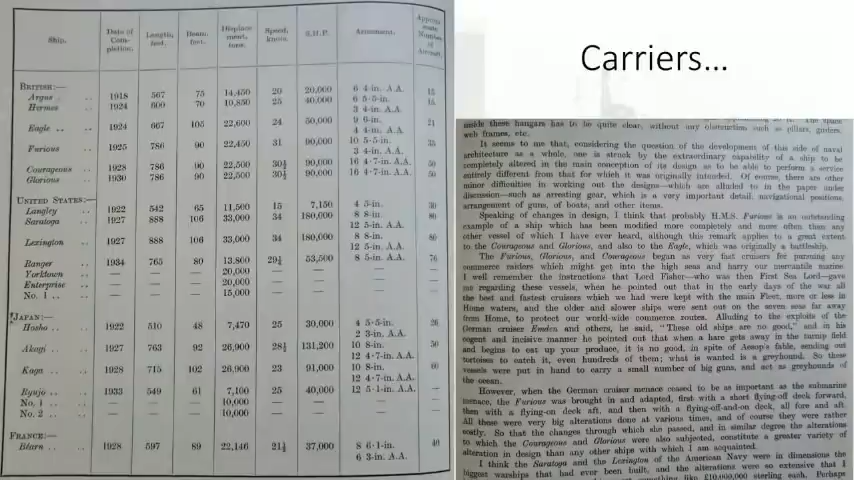 Carriers...
Ship. Date of Com-pletion. Length, feet. Beam, feet. Displace-ment, tons. Speed, knots. S.H.P. Armament. Approxi-mate Number of Aircraft.
BRITISH:—
Argus .. .. 1918 567 75 14,450 20 20,000 6 4-in. A.A. 15
Hermes .. 1924 600 70 10,850 25 40,000 6 5·5-in. 15
3 4-in. A.A.
Eagle .. .. 1924 667 105 22,600 24 50,000 9 6-in. 21
4 4-in. A.A.
Furious .. 1925 786 90 22,450 31 90,000 10 5·5-in.
3 4-in. A.A.
Courageous .. 1928 786 90 22,500 30½ 90,000 16 4·7-in. A.A. 50
Glorious .. 1930 786 90 22,500 30½ 90,000 16 4·7-in. A.A. 50
UNITED STATES:—
Langley .. 1922 542 65 11,500 15 7,150 4 5-in.
Saratoga .. 1927 888 106 33,000 34 180,000 8 8-in. 80
12 5-in. A.A.
Lexington .. 1927 888 106 33,000 34 180,000 8 8-in. 80
12 5-in. A.A.
Ranger .. 1934 765 80 13,800 29¼ 53,500 8 5-in. A.A. 76
Yorktown .. — — — 20,000 — — — —
Enterprise .. — — — 20,000 — — — —
No. 1 .. .. — — — 15,000 — — — —
JAPAN:—
Hosho .. .. 1922 510 48 7,470 25 30,000 4 5·5-in. 26
2 3-in. A.A.
Akagi .. .. 1927 763 92 26,900 28½ 131,200 10 8-in. 50
12 4·7-in. A.A.
Kaga .. .. 1928 715 102 26,900 23 91,000 10 8-in. 60
12 4·7-in. A.A.
Ryujo .. .. 1933 549 61 7,100 25 40,000 12 5·1-in. A.A. —
No. 1 .. .. — — — 10,000 — — — —
No. 2 .. .. — — — 10,000 — — — —
FRANCE:—
Béarn .. .. 1928 597 89 22,146 21½ 37,000 8 6·1-in. 40
6 3-in. A.A.
inside these hangars has to be quite clear, without any obstruction such as pillars, girders,
web frames, etc.
It seems to me that, considering the question of the development of this side of naval
architecture as a whole, one is struck by the extraordinary capability of a ship to be
completely altered in the main conception of its design as to be able to perform a service
entirely different from that for which it was originally intended. Of course, there are other
minor difficulties in working out the designs—which are alluded to in the paper under
discussion—such as arresting gear, which is a very important detail, navigational positions,
arrangement of guns, of boats, and other items.
Speaking of changes in design, I think that probably H.M.S. Furious is an outstanding
example of a ship which has been modified more completely and more often than any
other vessel of which I have ever heard, although this remark applies to a great extent
to the Courageous and Glorious, and also to the Eagle, which was originally a battleship.
The Furious, Glorious, and Courageous began as very fast cruisers for pursuing any
commerce raiders which might get into the high seas and harry our mercantile marine.
I well remember the instructions that Lord Fisher—who was then First Sea Lord—gave
me regarding these vessels, when he pointed out that in the early days of the war all
the best and fastest cruisers which we had were kept with the main Fleet, more or less in
Home waters, and the older and slower ships were sent out on the seven seas far away
from Home, to protect our world-wide commerce routes. Alluding to the exploits of the
German cruiser Emden and others, he said, "These old ships are no good," and in his
cogent and incisive manner he pointed out that when a hare gets away in the turnip field
and begins to eat up your produce, it is no good, in spite of Aesop's fable, sending out
tortoises to catch it, even hundreds of them; what is wanted is a greyhound. So these
vessels were put in hand to carry a small number of big guns, and act as greyhounds of
the ocean.
However, when the German cruiser menace ceased to be as important as the submarine
menace, the Furious was brought in and adapted, first with a short flying-off deck forward,
then with a flying-on deck aft, and then with a flying-off-and-on deck, all fore and aft.
All these were very big alterations done at various times, and of course they were rather
costly. So that the changes through which she passed, and in similar degree the alterations
to which the Courageous and Glorious were also subjected, constitute a greater variety of
alteration in design than any other ships with which I am acquainted.
I think the Saratoga and the Lexington of the American Navy were in dimensions the
biggest warships that had ever been built, and the alterations were so extensive that I
something like £10,000,000 sterling each. Perhaps